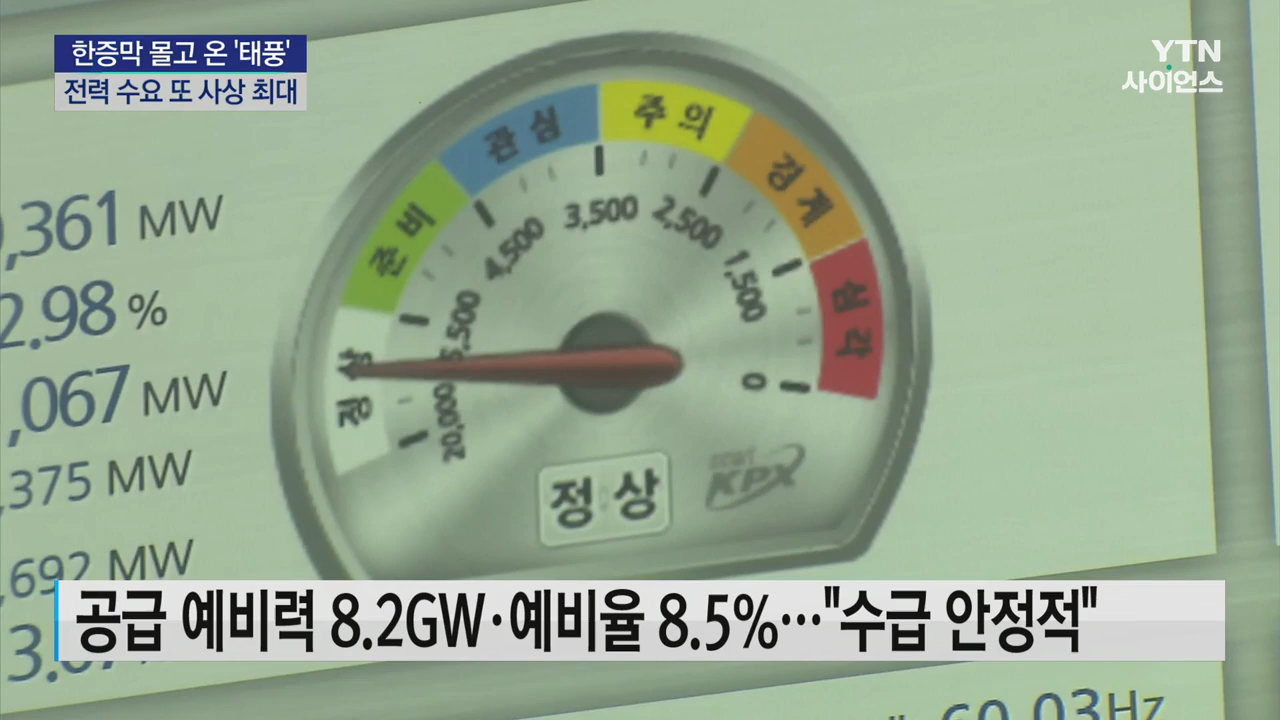 한증막 몰고 온 '태풍'
전력 수요 또 사상 최대
YTN
사이언스
,361 MW
2.98 %
,067 MW
,375 MW
,692 MW
정상
준비
관심
주의
경계
심각
20,000
5,500
4,500
3,500
2,500
1,500
0
정상
KPX
공급 예비력 8.2GW·예비율 8.5%…"수급 안정적"
60.03Hz